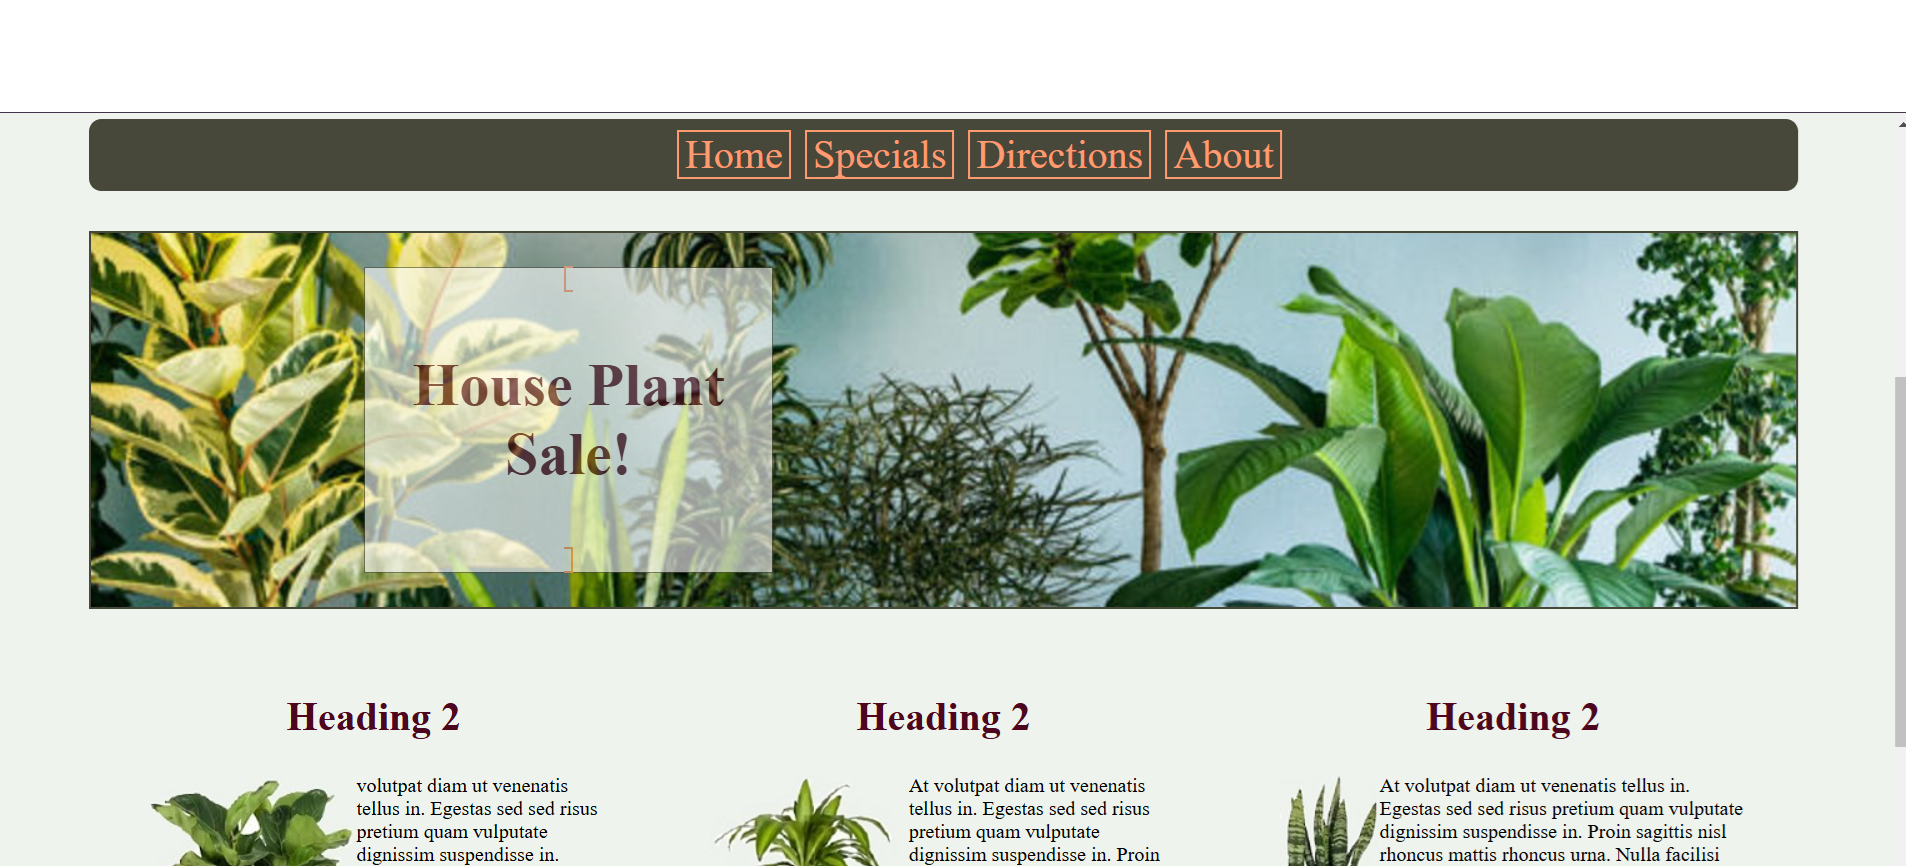 Home Specials Directions About
House Plant
Sale!
Heading 2
volutpat diam ut venenatis
tellus in. Egestas sed sed risus
pretium quam vulputate
dignissim suspendisse in.
Heading 2
At volutpat diam ut venenatis
tellus in. Egestas sed sed risus
pretium quam vulputate
dignissim suspendisse in. Proin
Heading 2
At volutpat diam ut venenatis tellus in.
Egestas sed sed risus pretium quam vulputate
dignissim suspendisse in. Proin sagittis nisl
rhoncus mattis rhoncus urna. Nulla facilisi